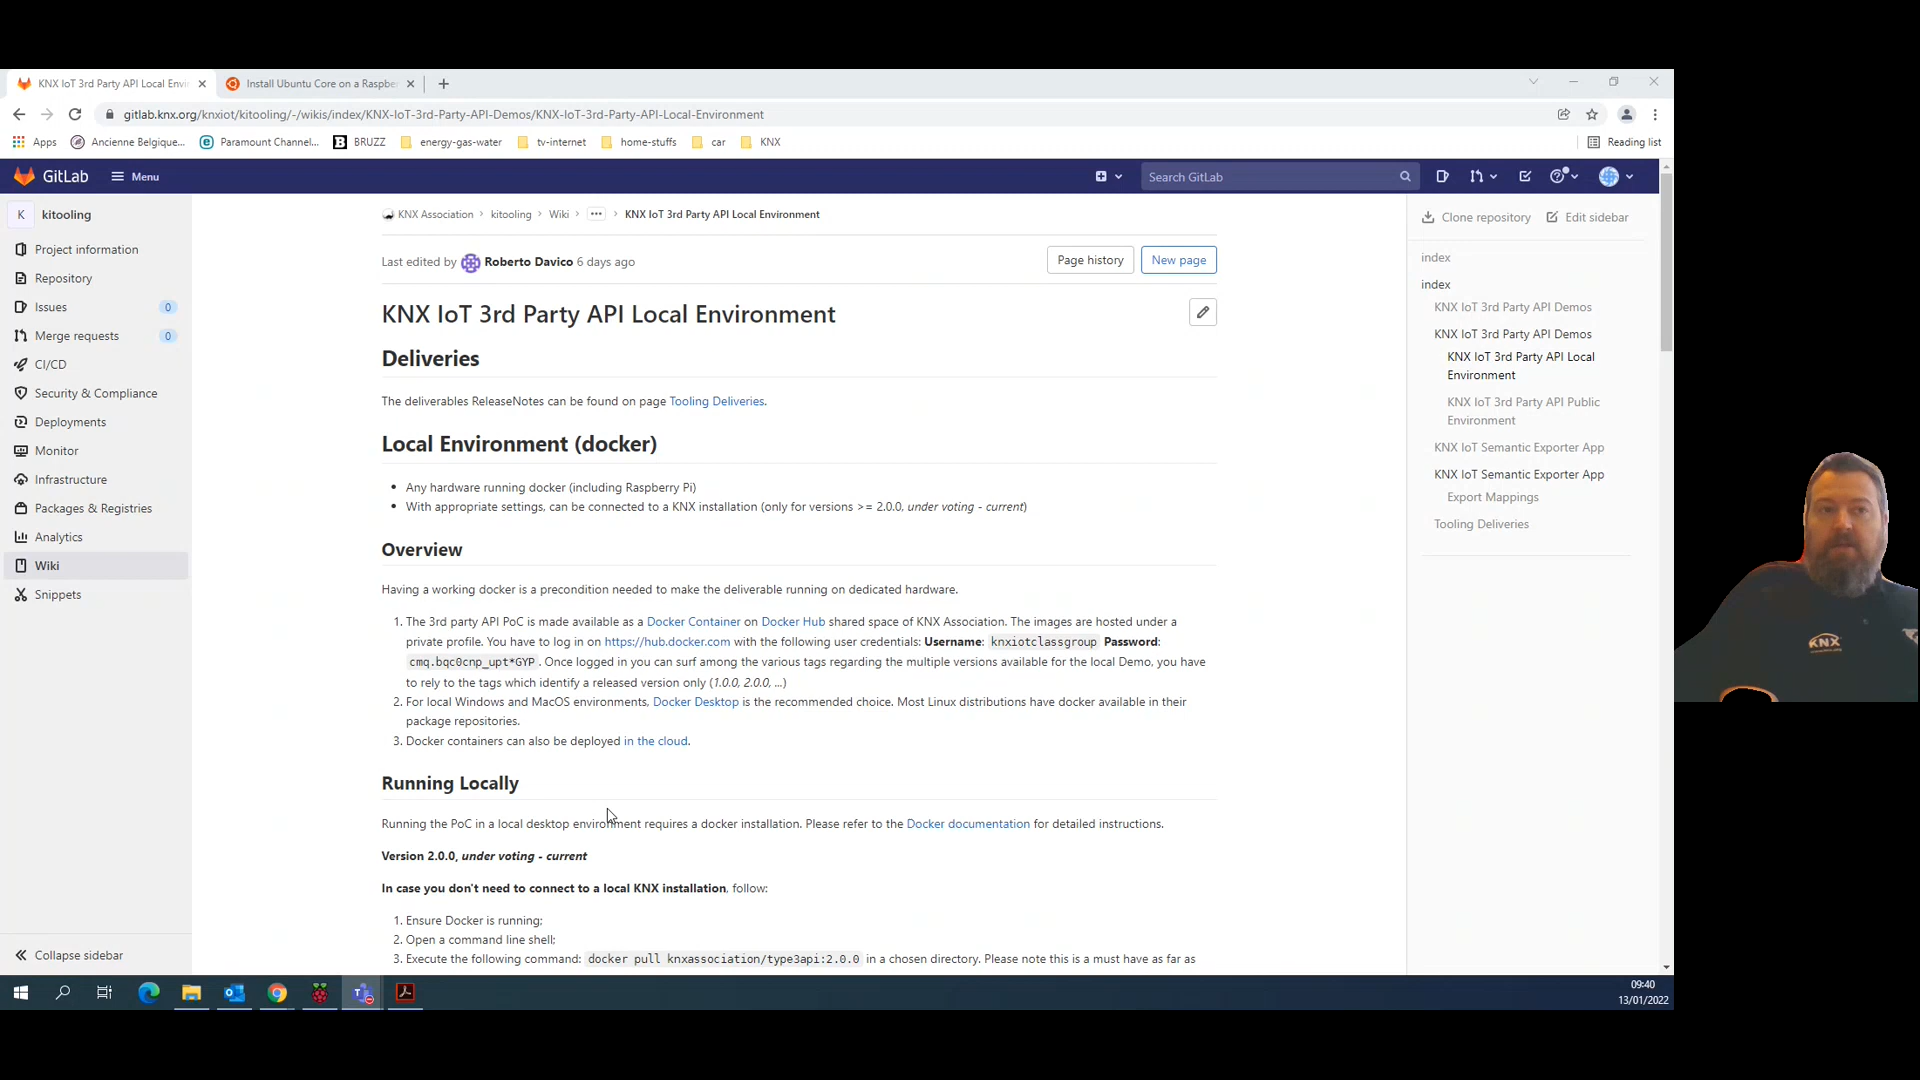 KNX IoT 3rd Party API Local Envi
Install Ubuntu Core on a Raspbe
gitlab.knx.org/knxiot/kitooling/-/wikis/index/KNX-IoT-3rd-Party-API-Demos/KNX-IoT-3rd-Party-API-Local-Environment
Apps Ancienne Belgique... Paramount Channel... B BRUZZ energy-gas-water tv-internet home-stuffs car KNX Reading list
GitLab Menu Search GitLab
K kitooling
Project information
Repository
Issues 0
Merge requests 0
CI/CD
Security & Compliance
Deployments
Monitor
Infrastructure
Packages & Registries
Analytics
Wiki
Snippets
Collapse sidebar
KNX Association > kitooling > Wiki > ... > KNX IoT 3rd Party API Local Environment
Last edited by Roberto Davico 6 days ago
Page history New page
KNX IoT 3rd Party API Local Environment
Deliveries
The deliverables ReleaseNotes can be found on page Tooling Deliveries.
Local Environment (docker)
• Any hardware running docker (including Raspberry Pi)
• With appropriate settings, can be connected to a KNX installation (only for versions >= 2.0.0, under voting - current)
Overview
Having a working docker is a precondition needed to make the deliverable running on dedicated hardware.
1. The 3rd party API PoC is made available as a Docker Container on Docker Hub shared space of KNX Association. The images are hosted under a
private profile. You have to log in on https://hub.docker.com with the following user credentials: Username: knxiotclassgroup Password:
cmq.bqc0cnp_upt*GYP. Once logged in you can surf among the various tags regarding the multiple versions available for the local Demo, you have
to rely to the tags which identify a released version only (1.0.0, 2.0.0, ...)
2. For local Windows and MacOS environments, Docker Desktop is the recommended choice. Most Linux distributions have docker available in their
package repositories.
3. Docker containers can also be deployed in the cloud.
Running Locally
Running the PoC in a local desktop environment requires a docker installation. Please refer to the Docker documentation for detailed instructions.
Version 2.0.0, under voting - current
In case you don't need to connect to a local KNX installation, follow:
1. Ensure Docker is running;
2. Open a command line shell;
3. Execute the following command: docker pull knxassociation/type3api:2.0.0 in a chosen directory. Please note this is a must have as far as
Clone repository Edit sidebar
index
index
KNX IoT 3rd Party API Demos
KNX IoT 3rd Party API Demos
KNX IoT 3rd Party API Local
Environment
KNX IoT 3rd Party API Public
Environment
KNX IoT Semantic Exporter App
KNX IoT Semantic Exporter App
Export Mappings
Tooling Deliveries
KNX
09:40
13/01/2022